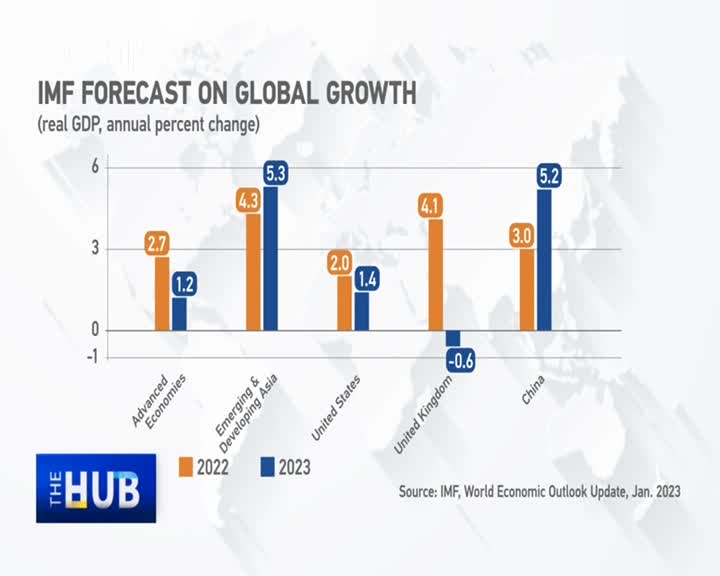 IMF FORECAST ON GLOBAL GROWTH
(real GDP, annual percent change)
6
3
0
-1
2.7
1.2
4.3
5.3
2.0
1.4
4.1
-0.6
3.0
5.2
Advanced
Economies
Emerging &
Developing Asia
United States
United Kingdom
China
2022
2023
THE
HUB
Source: IMF, World Economic Outlook Update, Jan. 2023